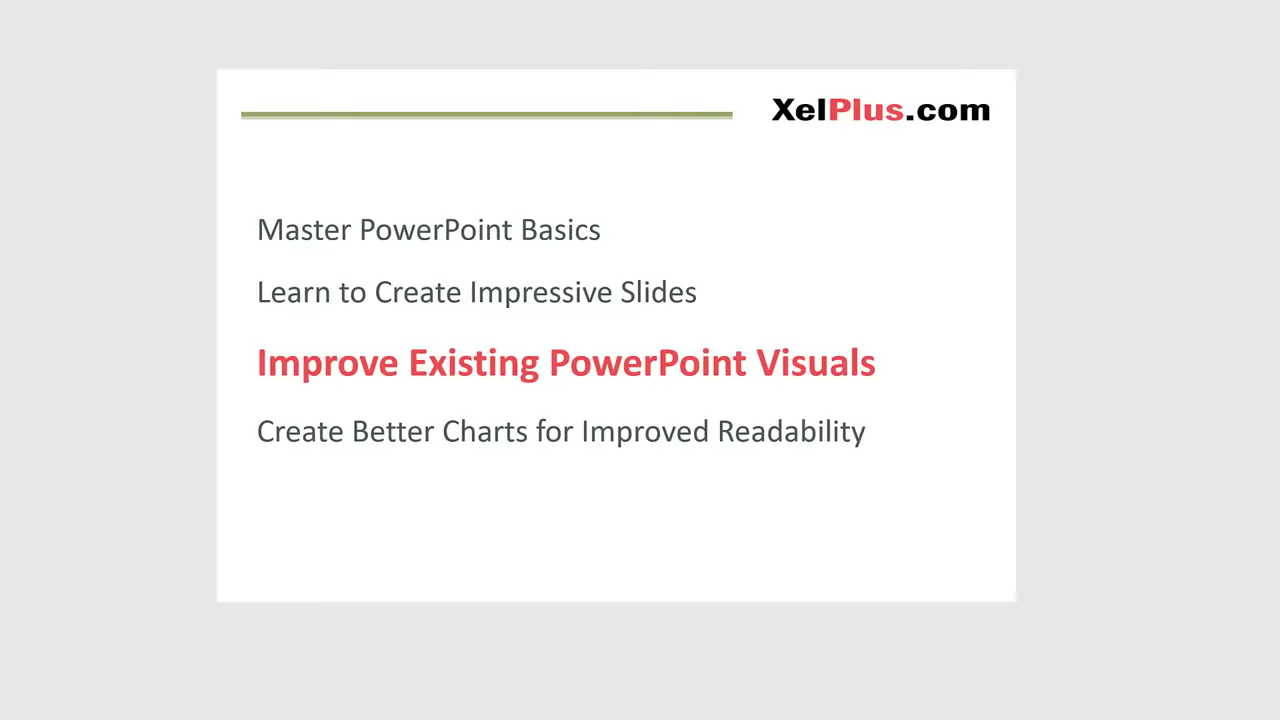 XelPlus.com
Master PowerPoint Basics
Learn to Create Impressive Slides
Improve Existing PowerPoint Visuals
Create Better Charts for Improved Readability